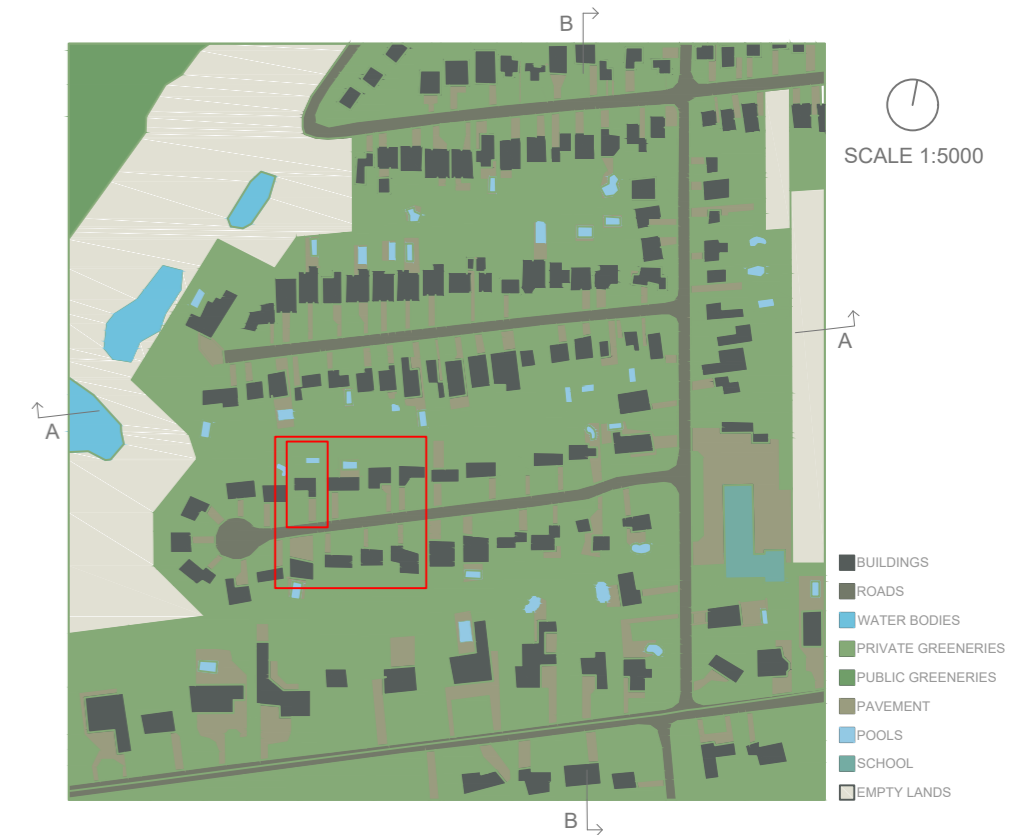 B
SCALE 1:5000
A
A
BUILDINGS
ROADS
WATER BODIES
PRIVATE GREENERIES
PUBLIC GREENERIES
PAVEMENT
POOLS
SCHOOL
EMPTY LANDS
B